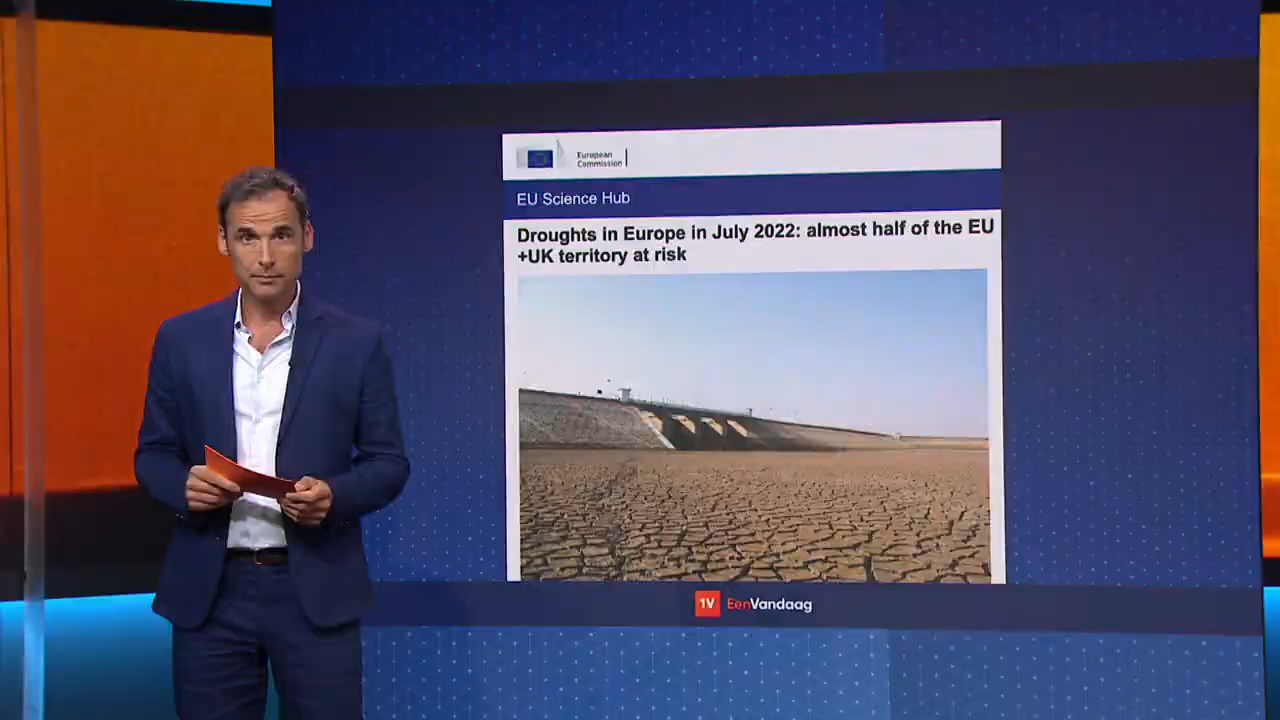 European
Commission
EU Science Hub
Droughts in Europe in July 2022: almost half of the EU
+UK territory at risk
1V EenVandaag